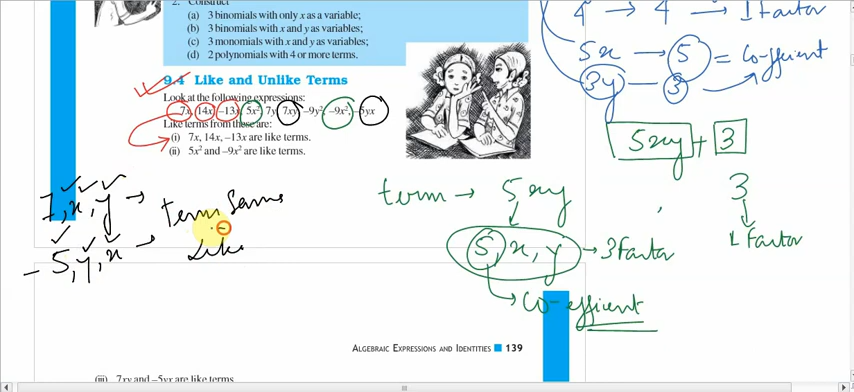 2. Construct
(a) 3 binomials with only x as a variable;
(b) 3 binomials with x and y as variables;
(c) 3 monomials with x and y as variables;
(d) 2 polynomials with 4 or more terms.
9.4 Like and Unlike Terms
Look at the following expressions:
7x, 14x, –13x, 5x², 7y, 7xy, –9y², –9x², –5yx
Like terms from these are:
(i) 7x, 14x, –13x are like terms.
(ii) 5x² and –9x² are like terms.
4 → 4 → 1 factor
5x → 5 = Co-efficient
3y — 3
5xy + 3
3
1 factor
term → 5xy
5, x, y → 3 factor
Co-efficient
7, x, y → term Same
- 5, y, x → Like
ALGEBRAIC EXPRESSIONS AND IDENTITIES 139
(iii) 7xy and –5yx are like terms.